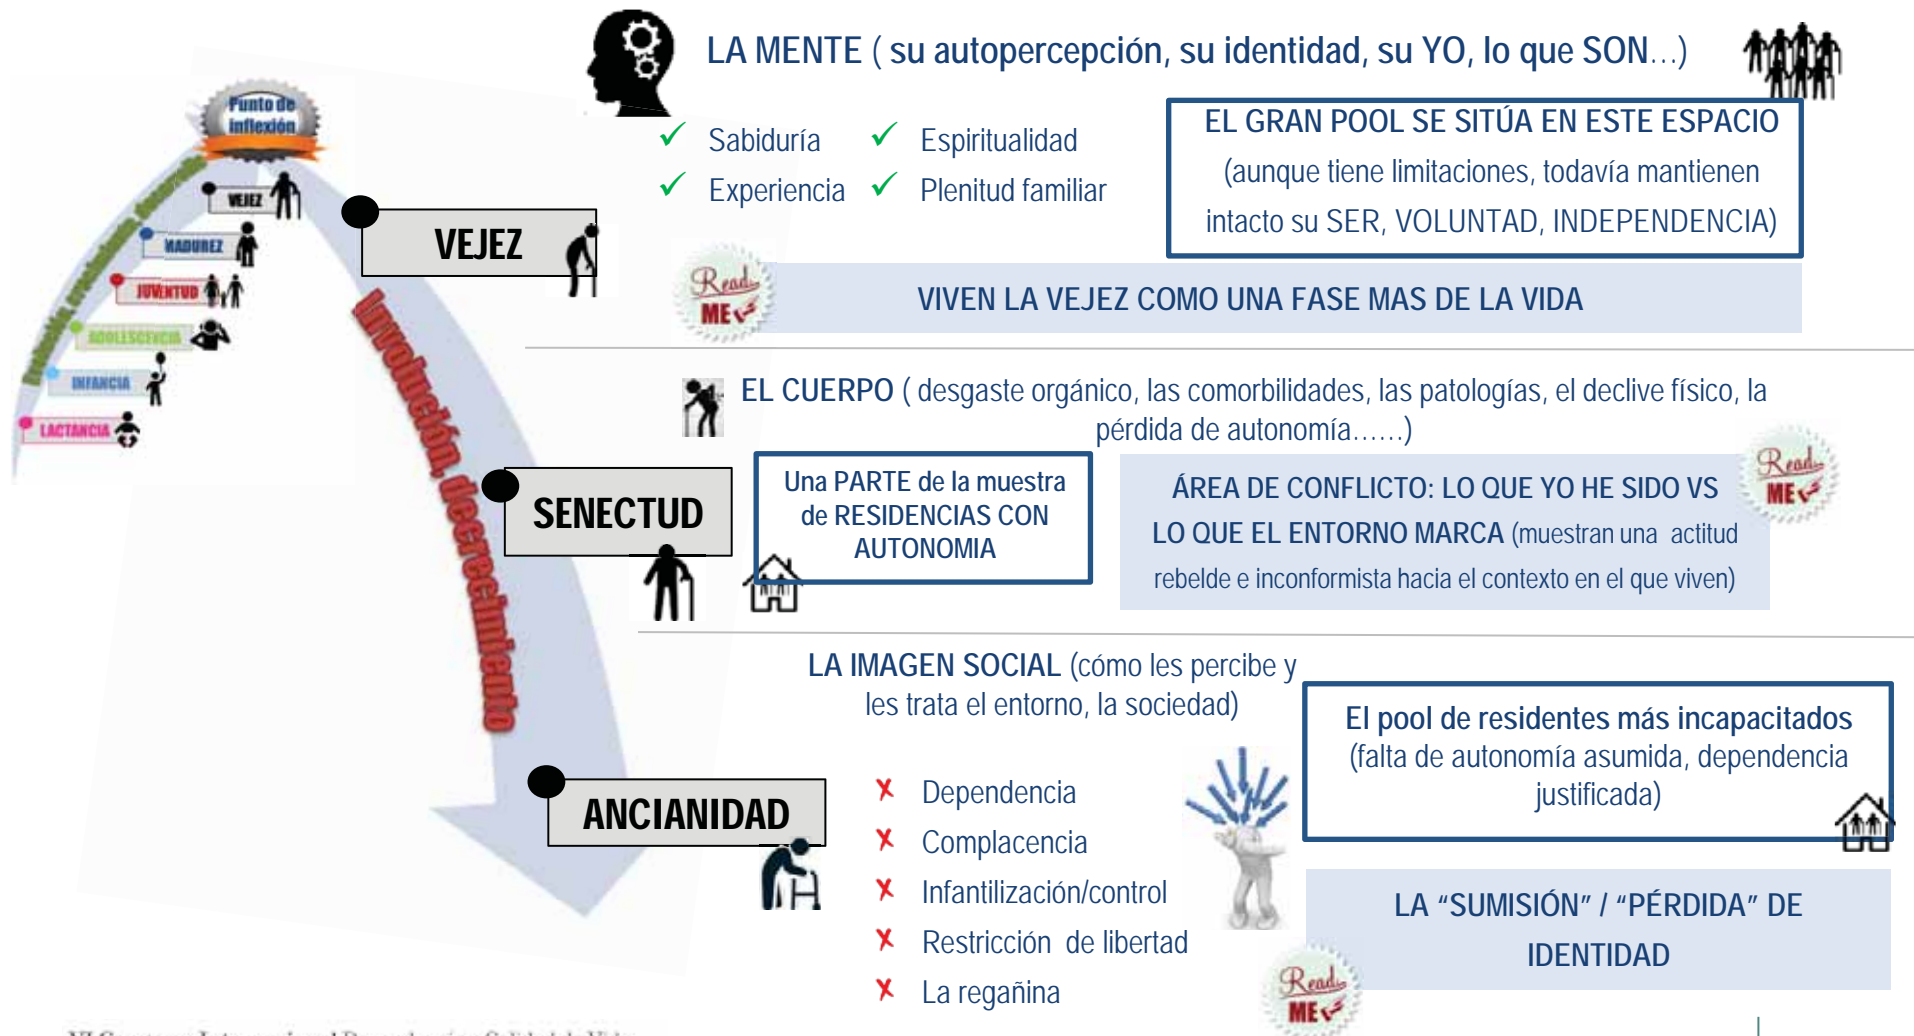 LA MENTE ( su autopercepción, su identidad, su YO, lo que SON...)
Punto de
inflexión
VEJEZ
MADUREZ
JUVENTUD
ADOLESCENCIA
INFANCIA
LACTANCIA
Involución, decrecimiento
VEJEZ
✓ Sabiduría
✓ Espiritualidad
✓ Experiencia
✓ Plenitud familiar
EL GRAN POOL SE SITÚA EN ESTE ESPACIO
(aunque tiene limitaciones, todavía mantienen
intacto su SER, VOLUNTAD, INDEPENDENCIA)
Read
ME
VIVEN LA VEJEZ COMO UNA FASE MAS DE LA VIDA
EL CUERPO ( desgaste orgánico, las comorbilidades, las patologías, el declive físico, la
pérdida de autonomía......)
SENECTUD
Una PARTE de la muestra
de RESIDENCIAS CON
AUTONOMIA
ÁREA DE CONFLICTO: LO QUE YO HE SIDO VS
LO QUE EL ENTORNO MARCA (muestran una actitud
rebelde e inconformista hacia el contexto en el que viven)
Read
ME
LA IMAGEN SOCIAL (cómo les percibe y
les trata el entorno, la sociedad)
ANCIANIDAD
✗ Dependencia
✗ Complacencia
✗ Infantilización/control
✗ Restricción de libertad
✗ La regañina
El pool de residentes más incapacitados
(falta de autonomía asumida, dependencia
justificada)
LA “SUMISIÓN” / “PÉRDIDA” DE
IDENTIDAD
Read
ME